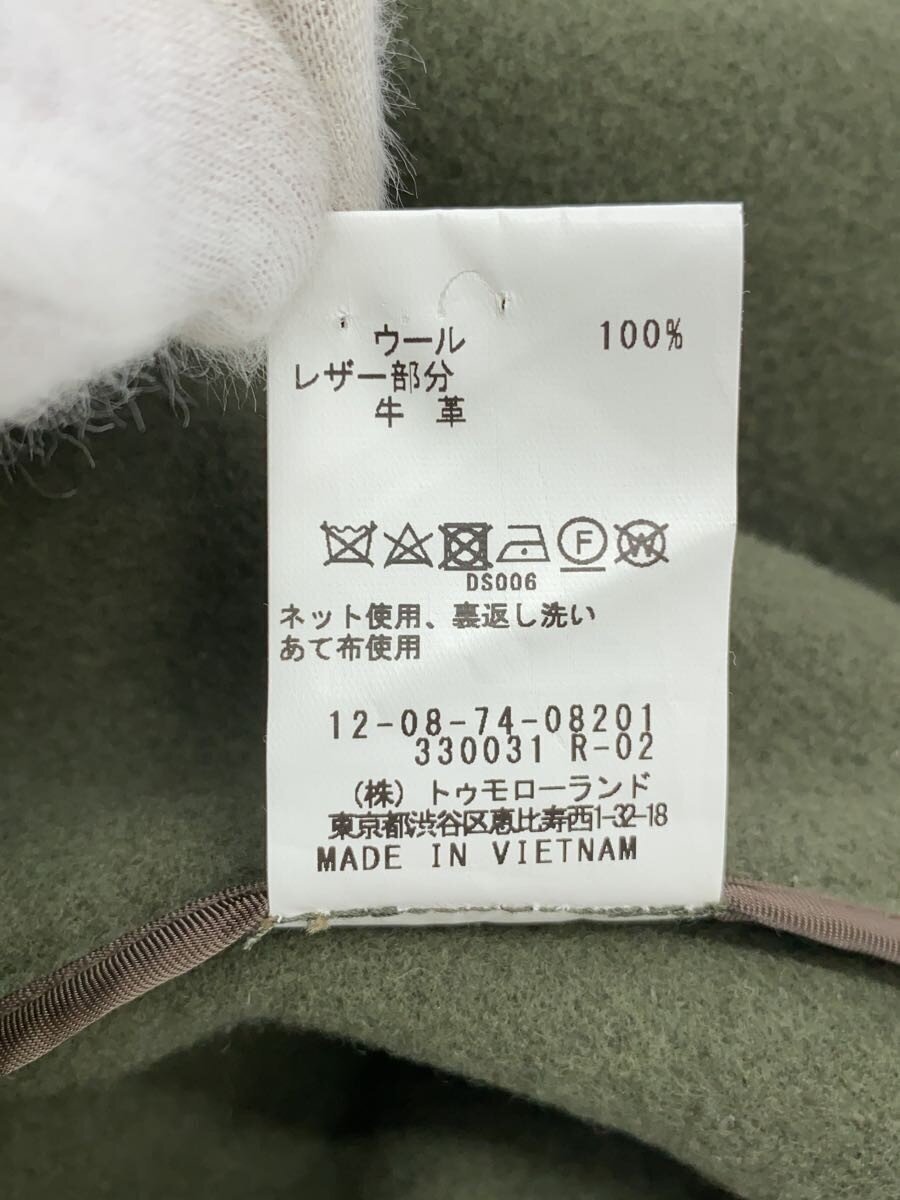 ウール 100%
レザー部分
牛 革
F W
DS006
ネット使用、裏返し洗い
あて布使用
12-08-74-08201
330031 R-02
(株) トゥモローランド
東京都渋谷区恵比寿西1-32-18
MADE IN VIETNAM